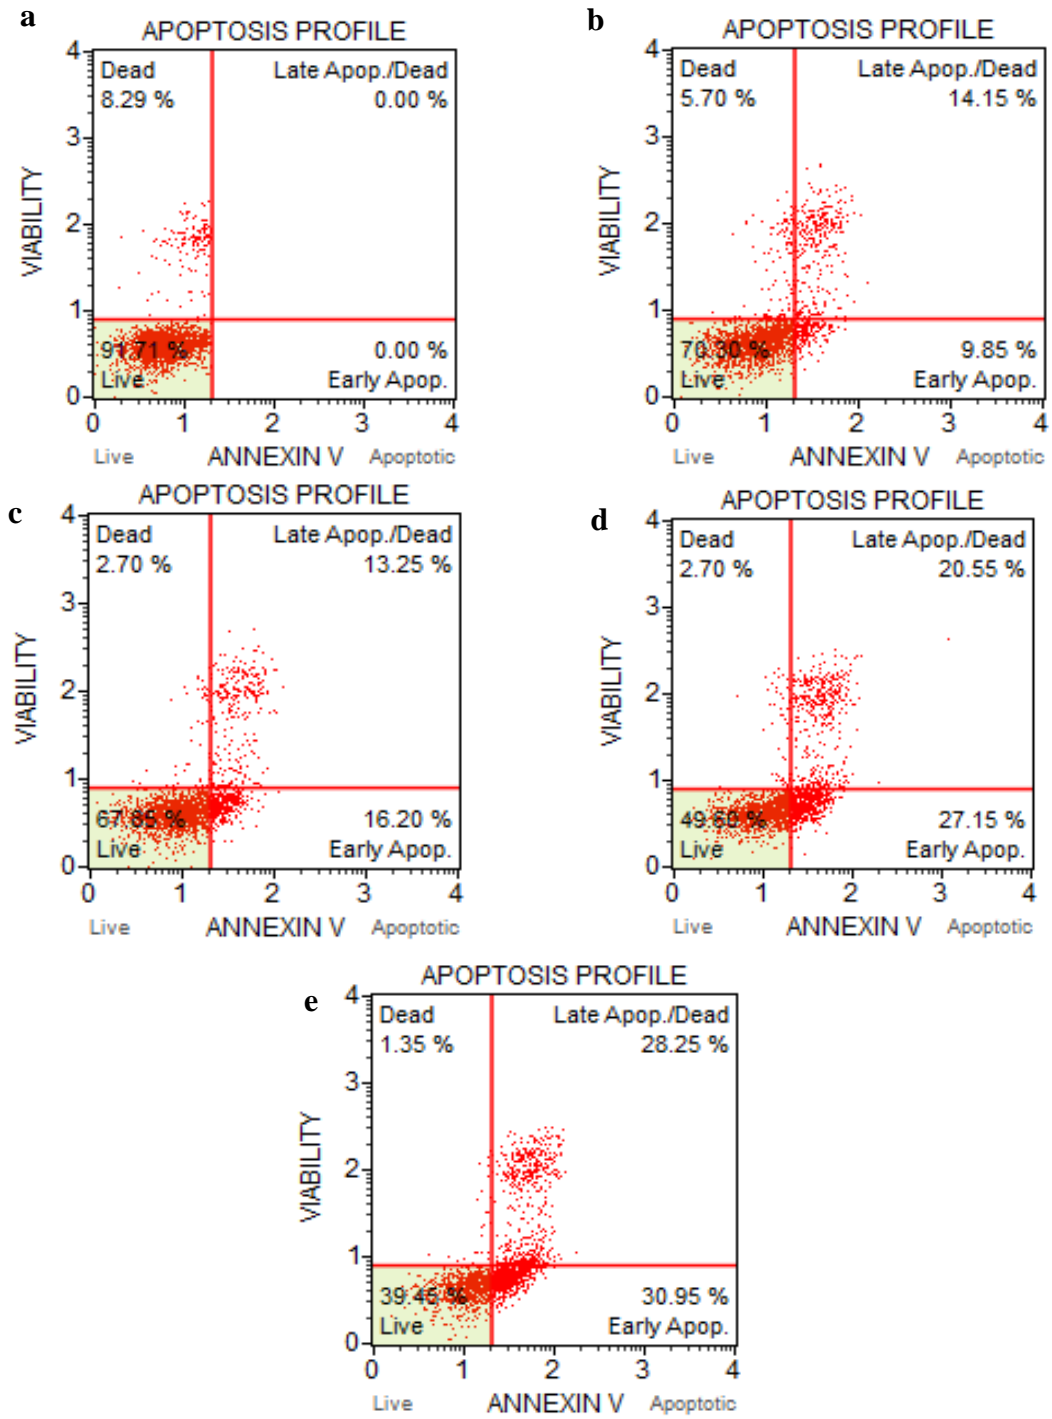 a
APOPTOSIS PROFILE
4
Dead Late Apop./Dead
8.29 % 0.00 %
3
VIABILITY
2
1
91.71 % 0.00 %
Live Early Apop.
0
0 1 2 3 4
Live ANNEXIN V Apoptotic
b
APOPTOSIS PROFILE
4
Dead Late Apop./Dead
5.70 % 14.15 %
3
VIABILITY
2
1
70.30 % 9.85 %
Live Early Apop.
0
0 1 2 3 4
Live ANNEXIN V Apoptotic
c
APOPTOSIS PROFILE
4
Dead Late Apop./Dead
2.70 % 13.25 %
3
VIABILITY
2
1
67.85 % 16.20 %
Live Early Apop.
0
0 1 2 3 4
Live ANNEXIN V Apoptotic
d
APOPTOSIS PROFILE
4
Dead Late Apop./Dead
2.70 % 20.55 %
3
VIABILITY
2
1
49.60 % 27.15 %
Live Early Apop.
0
0 1 2 3 4
Live ANNEXIN V Apoptotic
e
APOPTOSIS PROFILE
4
Dead Late Apop./Dead
1.35 % 28.25 %
3
VIABILITY
2
1
39.45 % 30.95 %
Live Early Apop.
0
0 1 2 3 4
Live ANNEXIN V Apoptotic